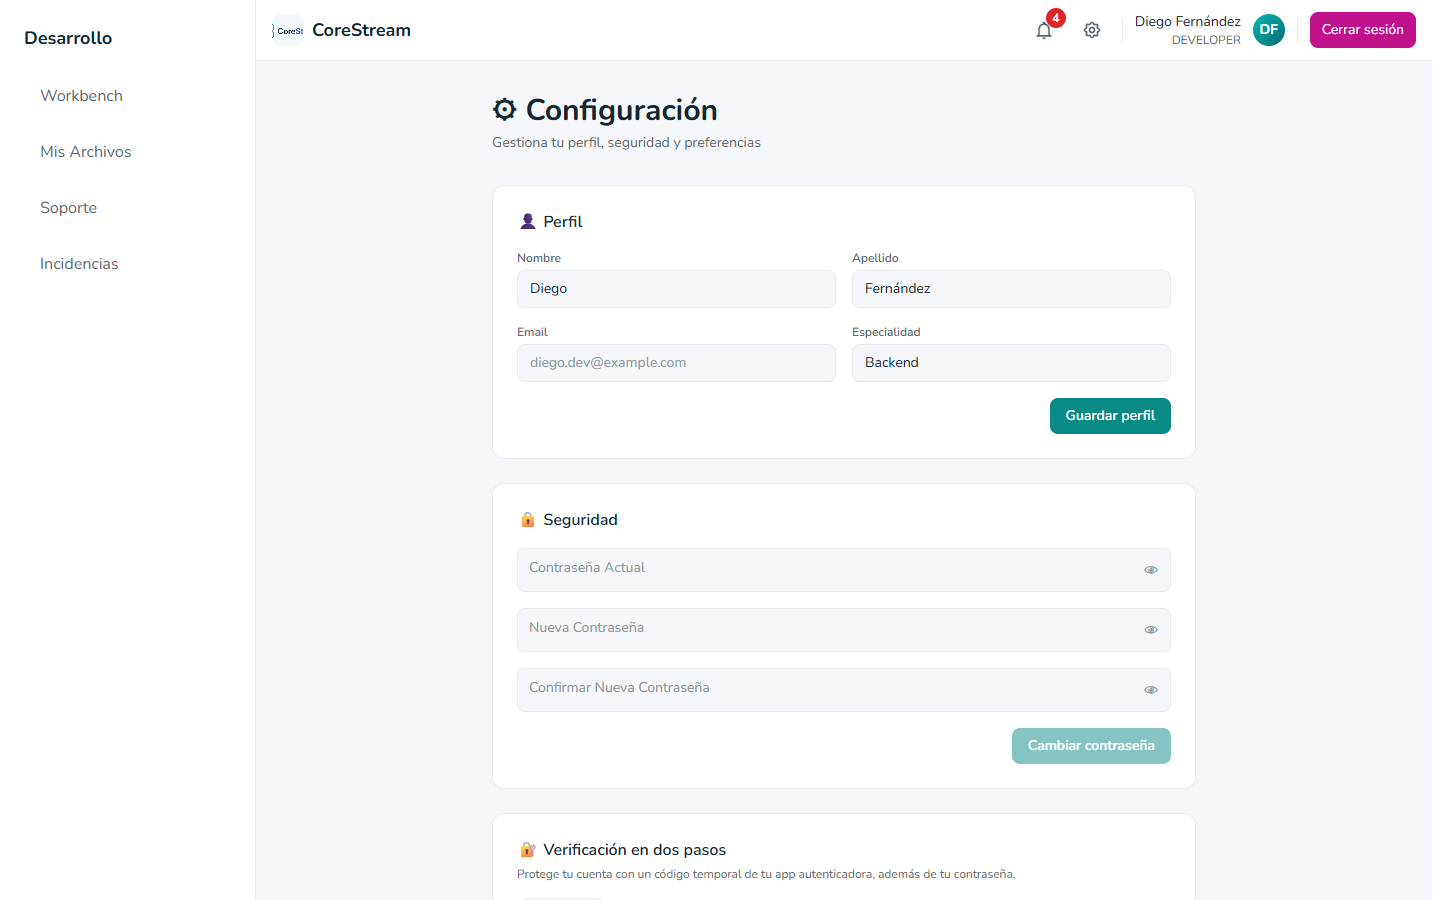 Desarrollo
Workbench
Mis Archivos
Soporte
Incidencias
CoreSt
CoreStream
4
Diego Fernández
DEVELOPER
DF
Cerrar sesión
Configuración
Gestiona tu perfil, seguridad y preferencias
Perfil
Nombre
Apellido
Diego
Fernández
Email
Especialidad
diego.dev@example.com
Backend
Guardar perfil
Seguridad
Contraseña Actual
Nueva Contraseña
Confirmar Nueva Contraseña
Cambiar contraseña
Verificación en dos pasos
Protege tu cuenta con un código temporal de tu app autenticadora, además de tu contraseña.